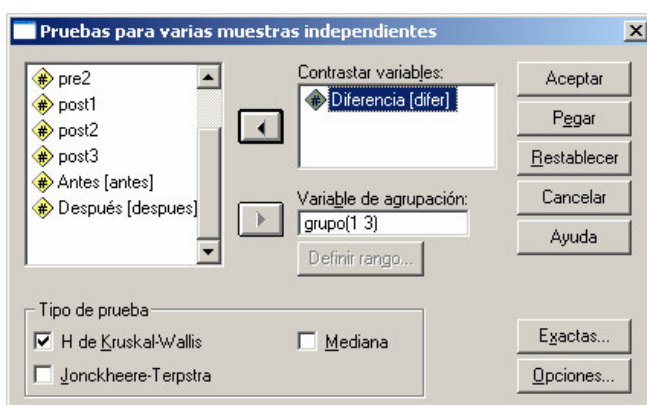 Pruebas para varias muestras independientes
pre2
post1
post2
post3
Antes [antes]
Después [despues]
Contrastar variables:
Diferencia [difer]
Variable de agrupación:
grupo(1 3)
Definir rango...
Aceptar
Pegar
Restablecer
Cancelar
Ayuda
Tipo de prueba
H de Kruskal-Wallis
Mediana
Jonckheere-Terpstra
Exactas...
Opciones...